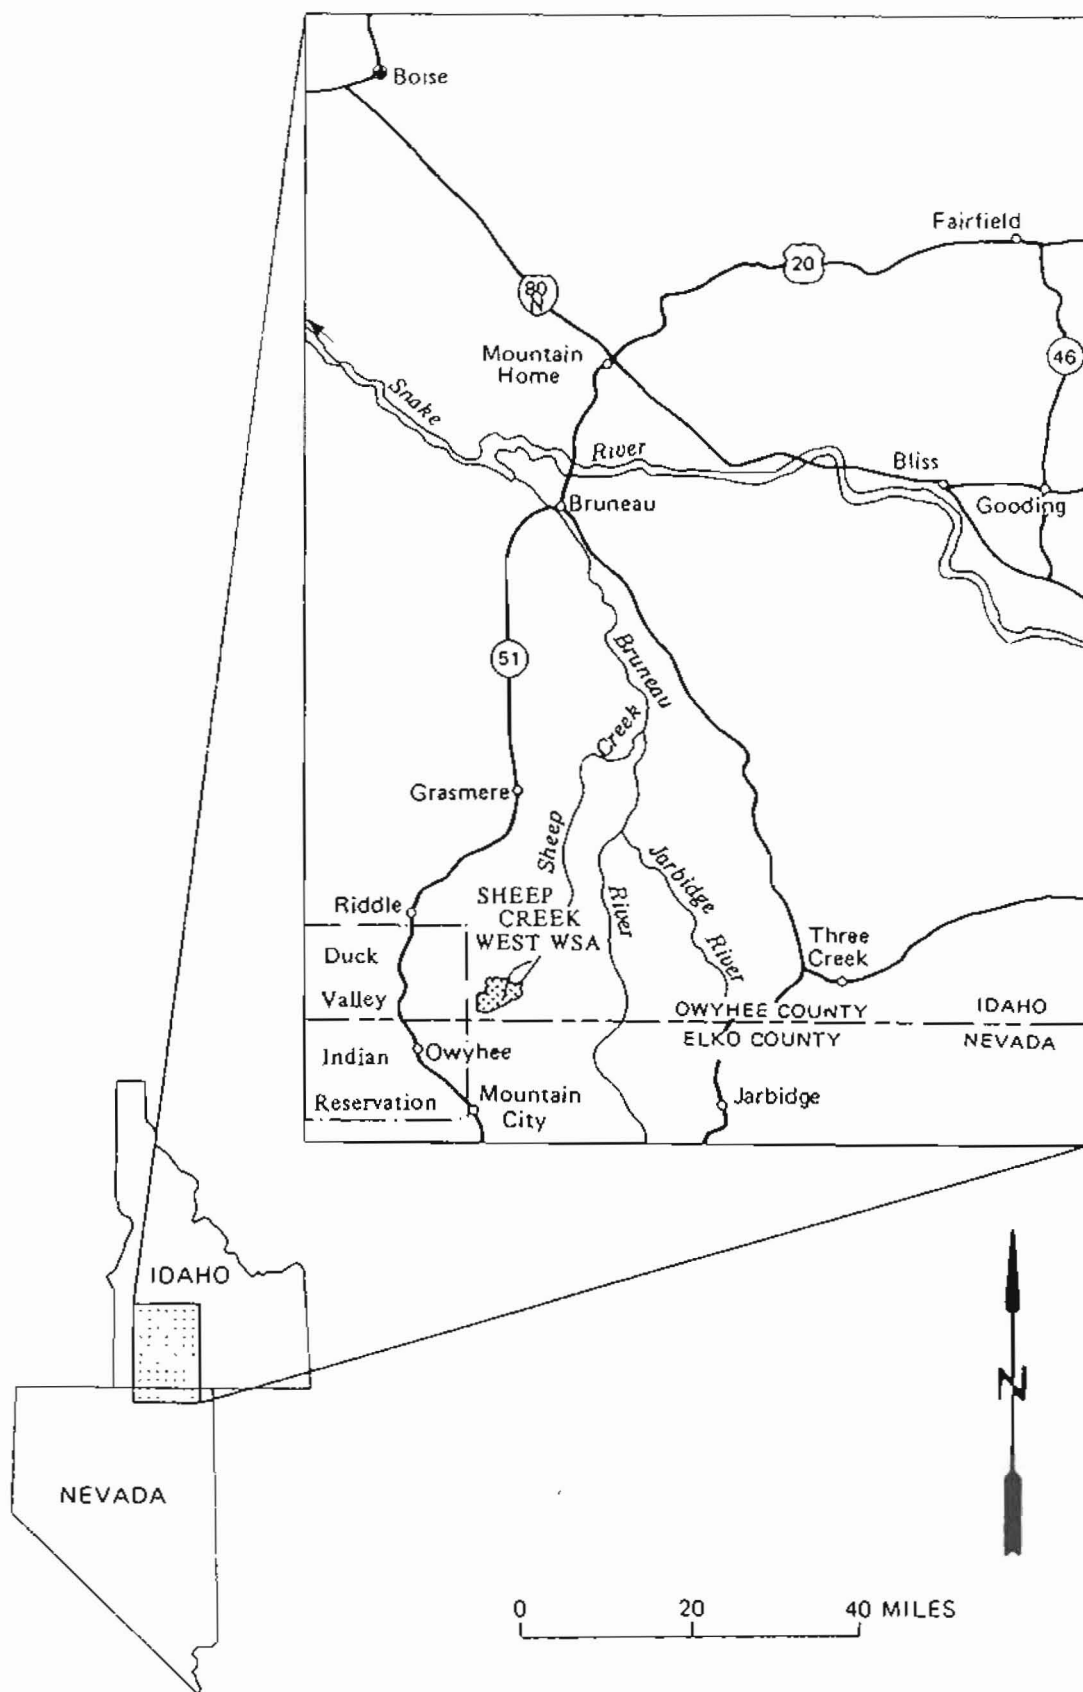 Boise
Fairfield
20
80
N
Mountain
Home
46
Snake
River
Bliss
Gooding
Bruneau
51
Bruneau
Creek
Grasmere
Sheep
Jarbidge
River
River
Riddle
SHEEP
CREEK
WEST WSA
Three
Creek
Duck
Valley
OWYHEE COUNTY
IDAHO
ELKO COUNTY
NEVADA
Indian
Owyhee
Reservation
Mountain
City
Jarbidge
IDAHO
N
NEVADA
0 20 40 MILES